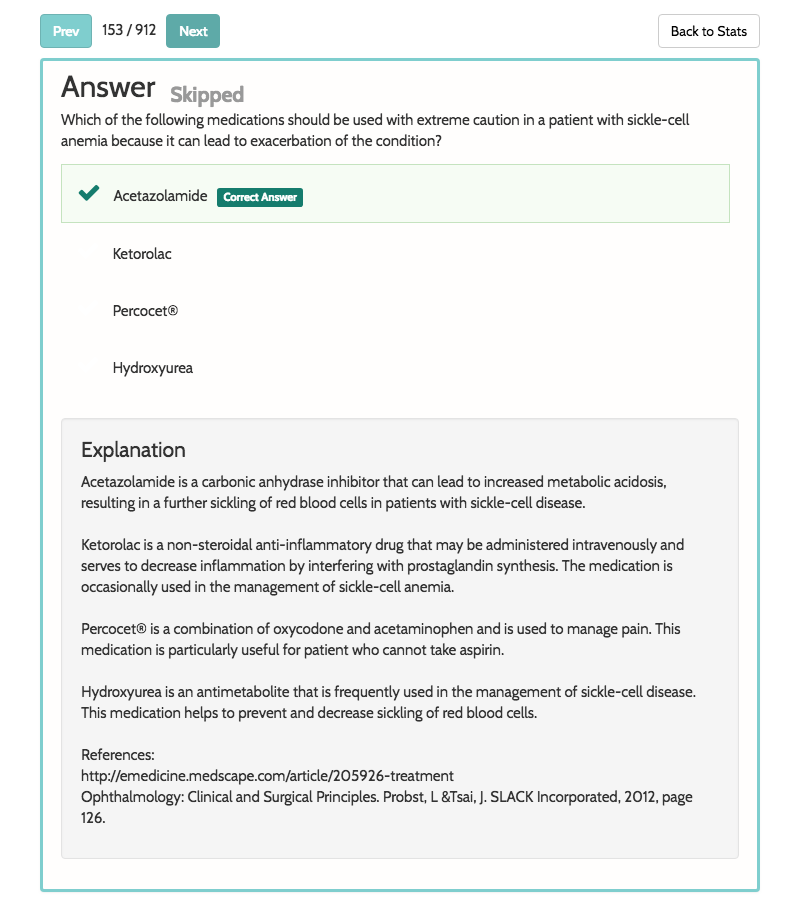 Prev 153 / 912 Next Back to Stats
Answer Skipped
Which of the following medications should be used with extreme caution in a patient with sickle-cell
anemia because it can lead to exacerbation of the condition?
Acetazolamide Correct Answer
Ketorolac
Percocet®
Hydroxyurea
Explanation
Acetazolamide is a carbonic anhydrase inhibitor that can lead to increased metabolic acidosis,
resulting in a further sickling of red blood cells in patients with sickle-cell disease.
Ketorolac is a non-steroidal anti-inflammatory drug that may be administered intravenously and
serves to decrease inflammation by interfering with prostaglandin synthesis. The medication is
occasionally used in the management of sickle-cell anemia.
Percocet® is a combination of oxycodone and acetaminophen and is used to manage pain. This
medication is particularly useful for patient who cannot take aspirin.
Hydroxyurea is an antimetabolite that is frequently used in the management of sickle-cell disease.
This medication helps to prevent and decrease sickling of red blood cells.
References:
http://emedicine.medscape.com/article/205926-treatment
Ophthalmology: Clinical and Surgical Principles. Probst, L &Tsai, J. SLACK Incorporated, 2012, page
126.